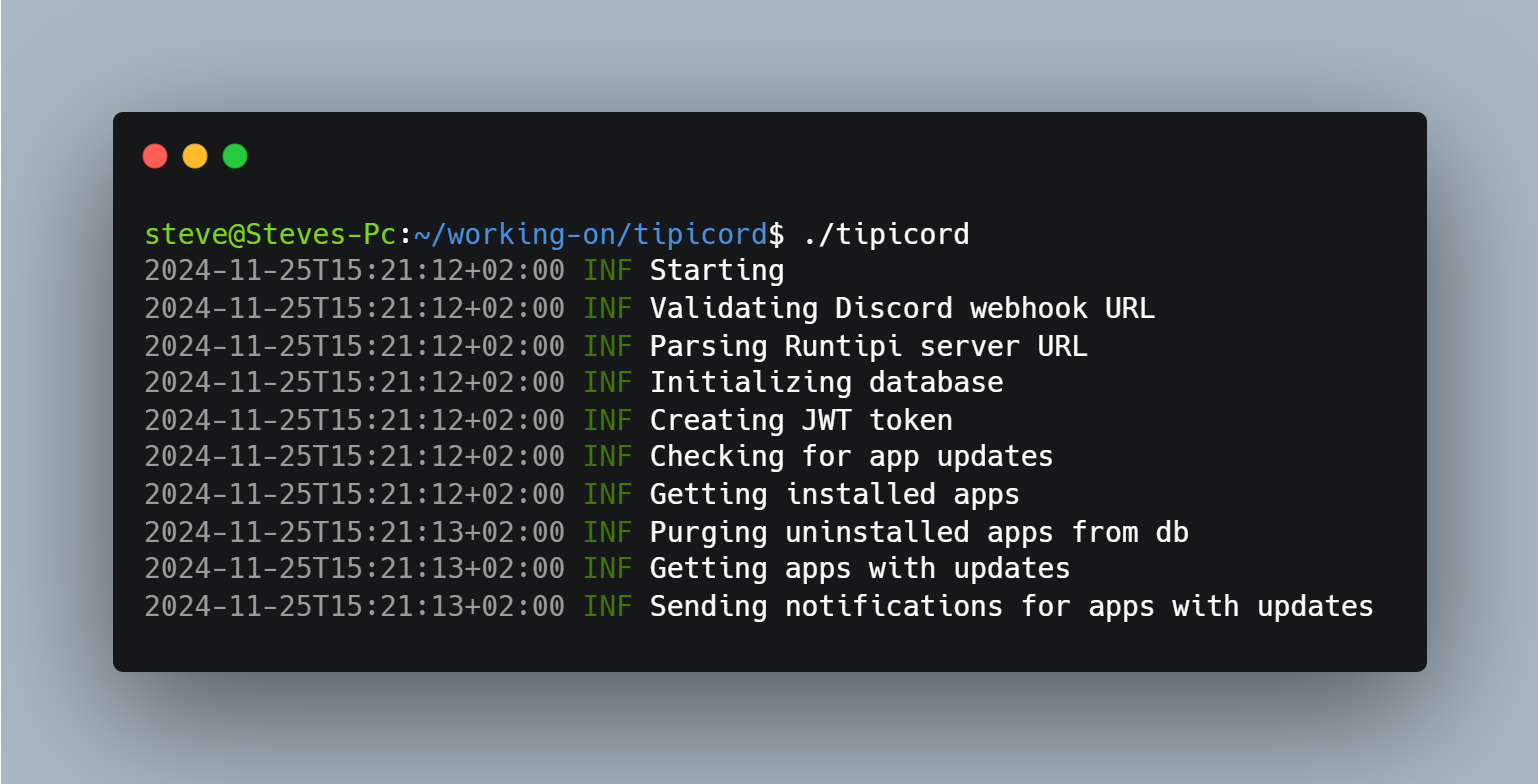 steve@Steves-Pc:~/working-on/tipicord$ ./tipicord
2024-11-25T15:21:12+02:00 INF Starting
2024-11-25T15:21:12+02:00 INF Validating Discord webhook URL
2024-11-25T15:21:12+02:00 INF Parsing Runtipi server URL
2024-11-25T15:21:12+02:00 INF Initializing database
2024-11-25T15:21:12+02:00 INF Creating JWT token
2024-11-25T15:21:12+02:00 INF Checking for app updates
2024-11-25T15:21:12+02:00 INF Getting installed apps
2024-11-25T15:21:13+02:00 INF Purging uninstalled apps from db
2024-11-25T15:21:13+02:00 INF Getting apps with updates
2024-11-25T15:21:13+02:00 INF Sending notifications for apps with updates